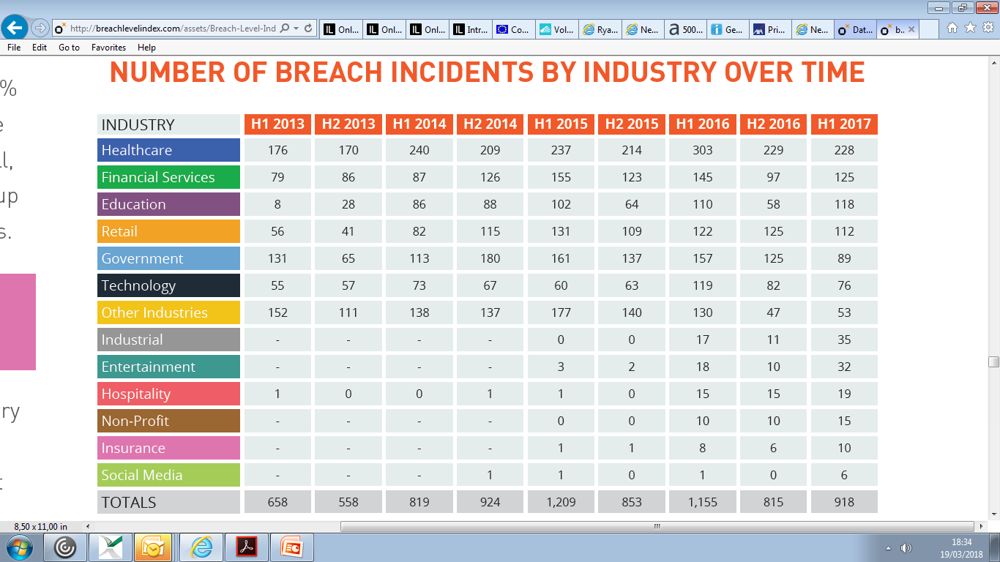 http://breachlevelindex.com/assets/Breach-Level-Ind
Onl...
Onl...
Onl...
Intr...
Co...
Vol...
Rya...
Ne...
500...
Ge...
Pri...
Ne...
Dat...
b..
File Edit Go to Favorites Help
NUMBER OF BREACH INCIDENTS BY INDUSTRY OVER TIME
%
INDUSTRY H1 2013 H2 2013 H1 2014 H2 2014 H1 2015 H2 2015 H1 2016 H2 2016 H1 2017
Healthcare 176 170 240 209 237 214 303 229 228
Financial Services 79 86 87 126 155 123 145 97 125
up
Education 8 28 86 88 102 64 110 58 118
s.
Retail 56 41 82 115 131 109 122 125 112
Government 131 65 113 180 161 137 157 125 89
Technology 55 57 73 67 60 63 119 82 76
Other Industries 152 111 138 137 177 140 130 47 53
Industrial - - - - 0 0 17 11 35
Entertainment - - - - 3 2 18 10 32
Hospitality 1 0 0 1 1 0 15 15 19
ry
Non-Profit - - - - 0 0 10 10 15
Insurance - - - - 1 1 8 6 10
Social Media - - - 1 1 0 1 0 6
TOTALS 658 558 819 924 1,209 853 1,155 815 918
8,50 x 11,00 in
18:34
19/03/2018